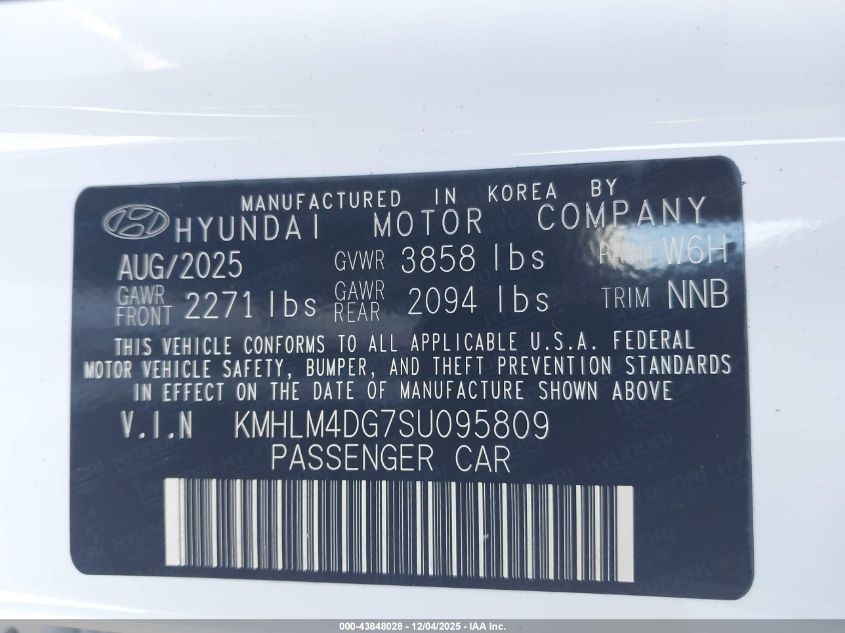 MANUFACTURED IN KOREA BY
HYUNDAI MOTOR COMPANY
AUG/2025 GVWR 3858 lbs PAINT W6H
GAWR FRONT 2271 lbs GAWR REAR 2094 lbs TRIM NNB
THIS VEHICLE CONFORMS TO ALL APPLICABLE U.S.A. FEDERAL
MOTOR VEHICLE SAFETY, BUMPER, AND THEFT PREVENTION STANDARDS
IN EFFECT ON THE DATE OF MANUFACTURE SHOWN ABOVE
V.I.N KMHLM4DG7SU095809
PASSENGER CAR
000-43848028 - 12/04/2025 - IAA Inc.